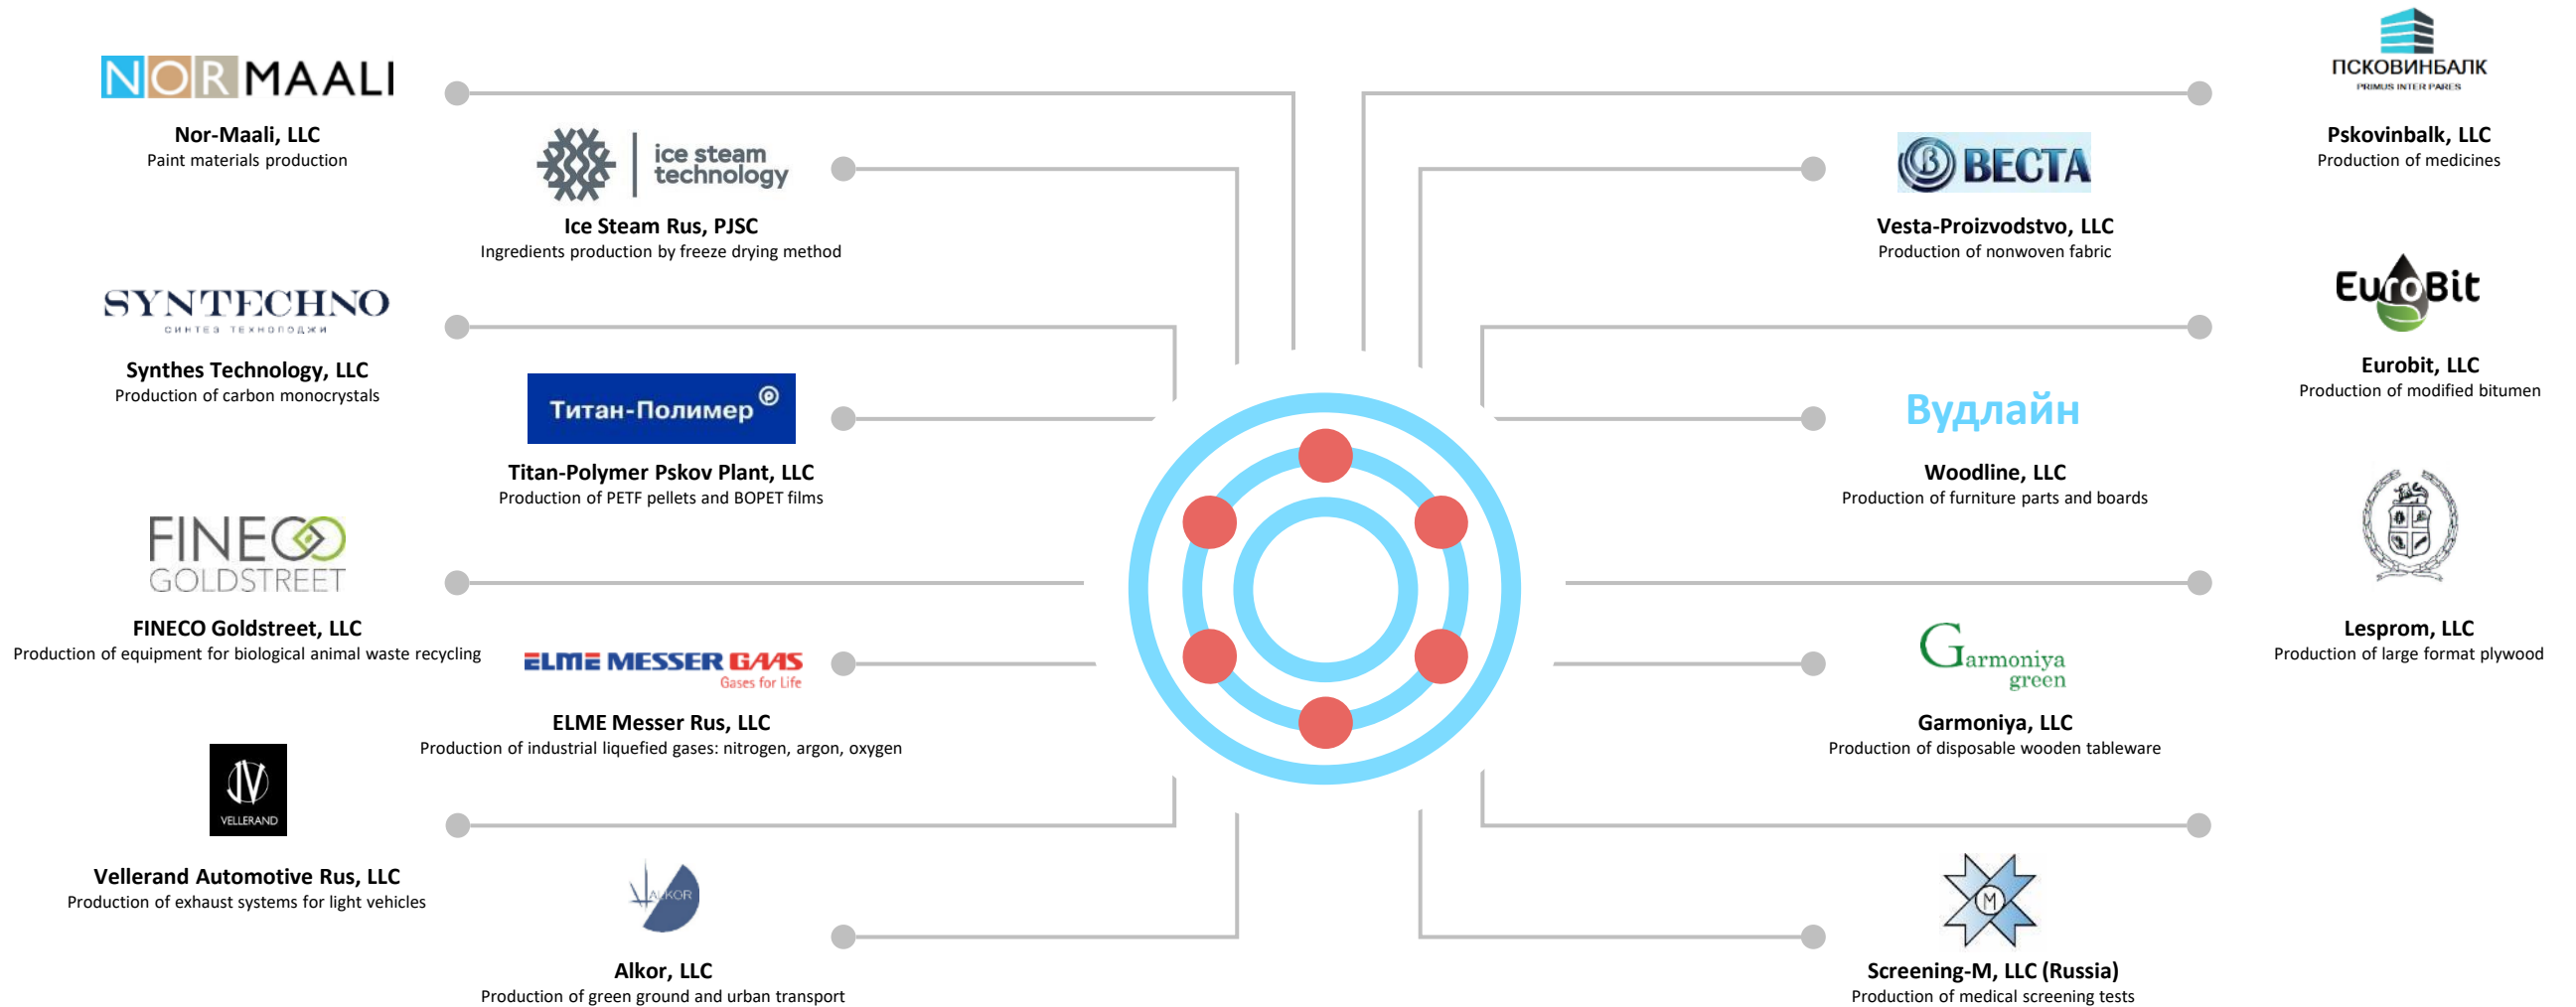 NORMAALI
Nor-Maali, LLC
Paint materials production
ice steam
technology
Ice Steam Rus, PJSC
Ingredients production by freeze drying method
SYNTECHNO
СИНТЕЗ ТЕХНОЛОДЖИ
Synthes Technology, LLC
Production of carbon monocrystals
Титан-Полимер
Titan-Polymer Pskov Plant, LLC
Production of PETF pellets and BOPET films
FINECO
GOLDSTREET
FINECO Goldstreet, LLC
Production of equipment for biological animal waste recycling
ELME MESSER GAAS
Gases for Life
ELME Messer Rus, LLC
Production of industrial liquefied gases: nitrogen, argon, oxygen
VELLERAND
Vellerand Automotive Rus, LLC
Production of exhaust systems for light vehicles
ALKOR
Alkor, LLC
Production of green ground and urban transport
ПСКОВИНБАЛК
PRIMUS INTER PARES
Pskovinbalk, LLC
Production of medicines
В ВЕСТА
Vesta-Proizvodstvo, LLC
Production of nonwoven fabric
EuroBit
Eurobit, LLC
Production of modified bitumen
Вудлайн
Woodline, LLC
Production of furniture parts and boards
Lesprom, LLC
Production of large format plywood
Garmoniya
green
Garmoniya, LLC
Production of disposable wooden tableware
M
Screening-M, LLC (Russia)
Production of medical screening tests